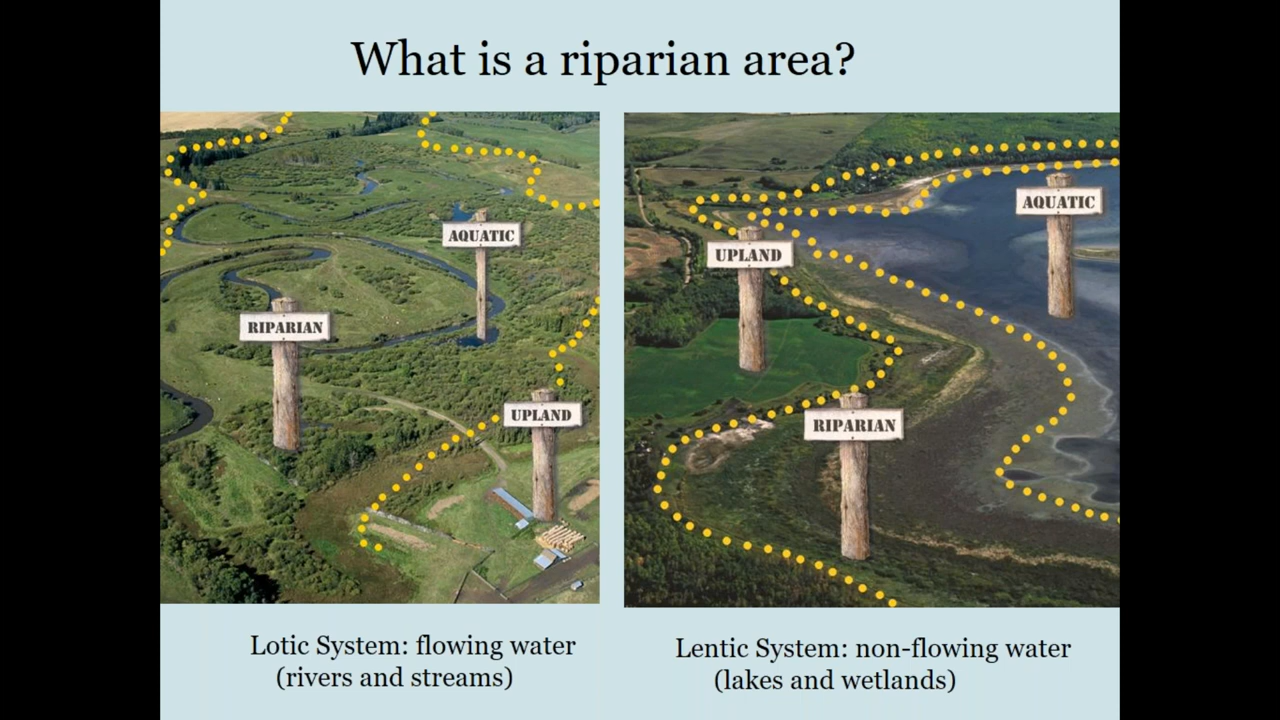 What is a riparian area?
AQUATIC
RIPARIAN
UPLAND
AQUATIC
UPLAND
RIPARIAN
Lotic System: flowing water
(rivers and streams)
Lentic System: non-flowing water
(lakes and wetlands)